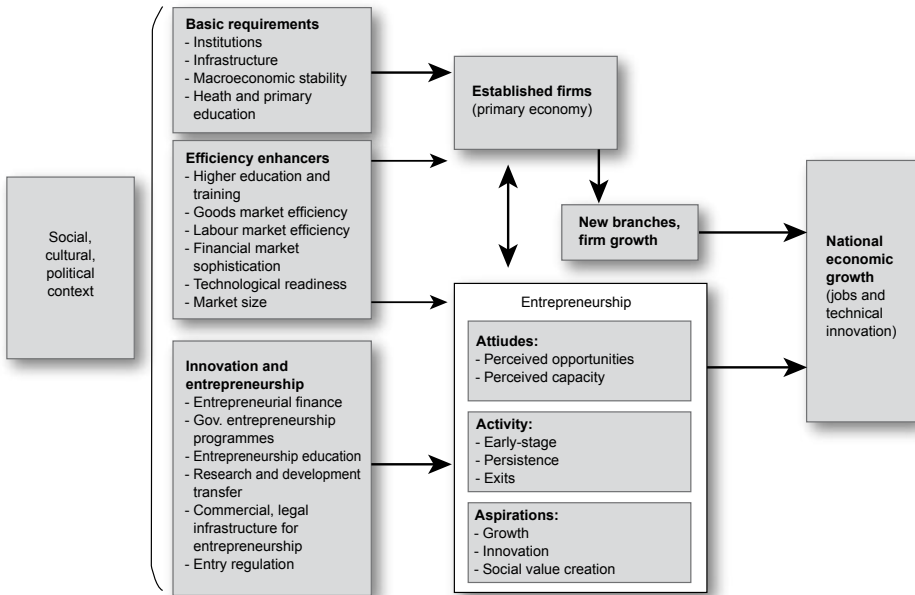 Social,
cultural,
political
context
Basic requirements
- Institutions
- Infrastructure
- Macroeconomic stability
- Heath and primary
education
Efficiency enhancers
- Higher education and
training
- Goods market efficiency
- Labour market efficiency
- Financial market
sophistication
- Technological readiness
- Market size
Innovation and
entrepreneurship
- Entrepreneurial finance
- Gov. entrepreneurship
programmes
- Entrepreneurship education
- Research and development
transfer
- Commercial, legal
infrastructure for
entrepreneurship
- Entry regulation
Established firms
(primary economy)
New branches,
firm growth
Entrepreneurship
Attiudes:
- Perceived opportunities
- Perceived capacity
Activity:
- Early-stage
- Persistence
- Exits
Aspirations:
- Growth
- Innovation
- Social value creation
National
economic
growth
(jobs and
technical
innovation)